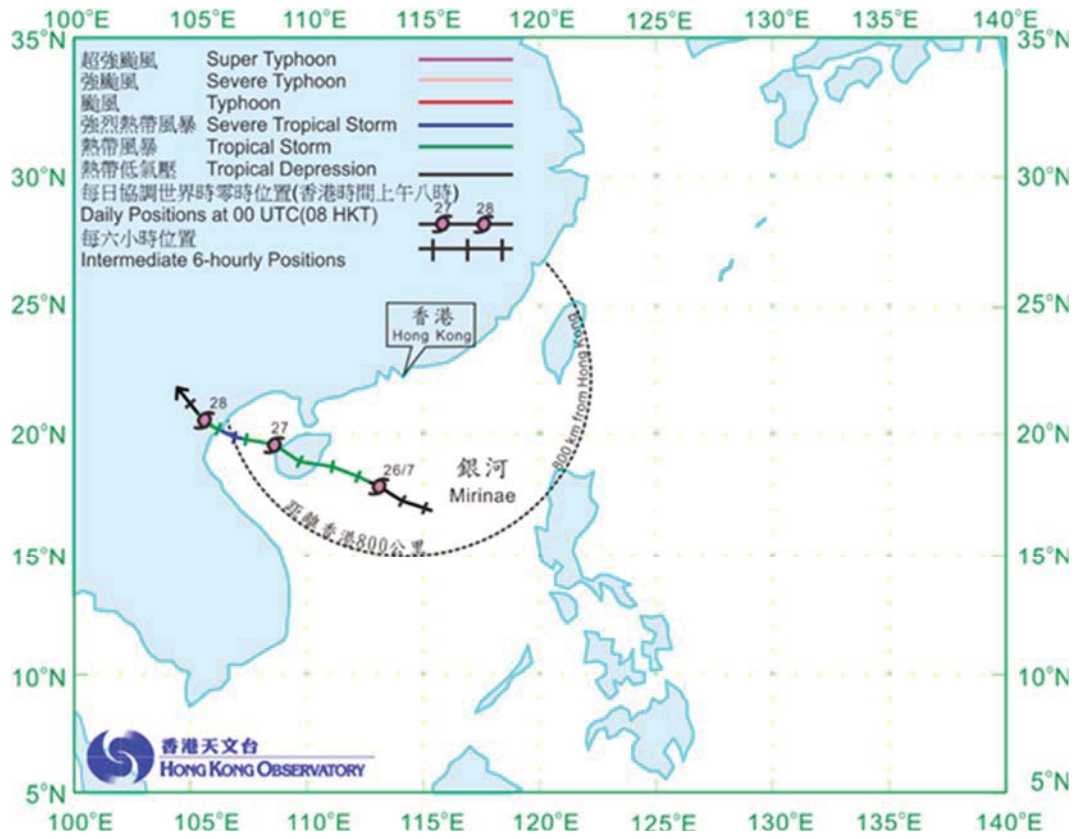 100°E 105°E 110°E 115°E 120°E 125°E 130°E 135°E 140°E
35°N 35°N
超強颱風 Super Typhoon
強颱風 Severe Typhoon
颱風 Typhoon
強烈熱帶風暴 Severe Tropical Storm
熱帶風暴 Tropical Storm
熱帶低氣壓 Tropical Depression
30°N 30°N
每日協調世界時零時位置(香港時間上午八時)
27 28
Daily Positions at 00 UTC(08 HKT)
每六小時位置
Intermediate 6-hourly Positions
25°N 25°N
香港
Hong Kong
800 km from Hong Kong
28
27
20°N 20°N
26/7
銀河
Mirinae
距離香港800公里
15°N 15°N
10°N 10°N
香港天文台
HONG KONG OBSERVATORY
5°N 5°N
100°E 105°E 110°E 115°E 120°E 125°E 130°E 135°E 140°E